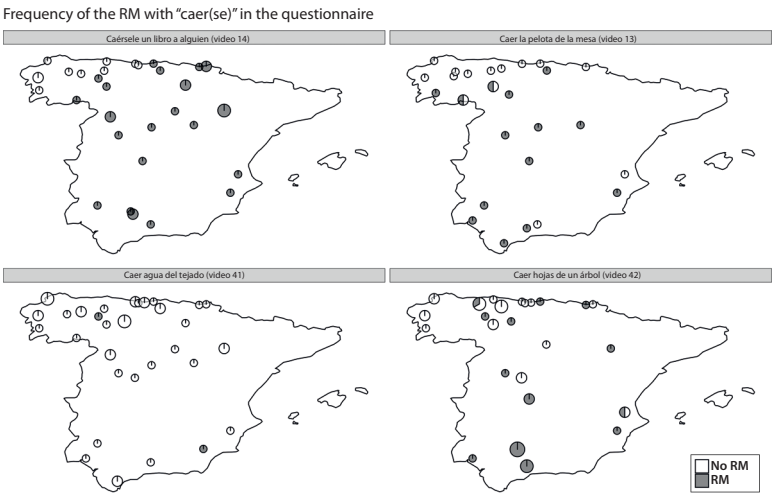 Frequency of the RM with “caer(se)” in the questionnaire
Caérsele un libro a alguien (video 14)
Caer la pelota de la mesa (video 13)
Caer agua del tejado (video 41)
Caer hojas de un árbol (video 42)
No RM
RM